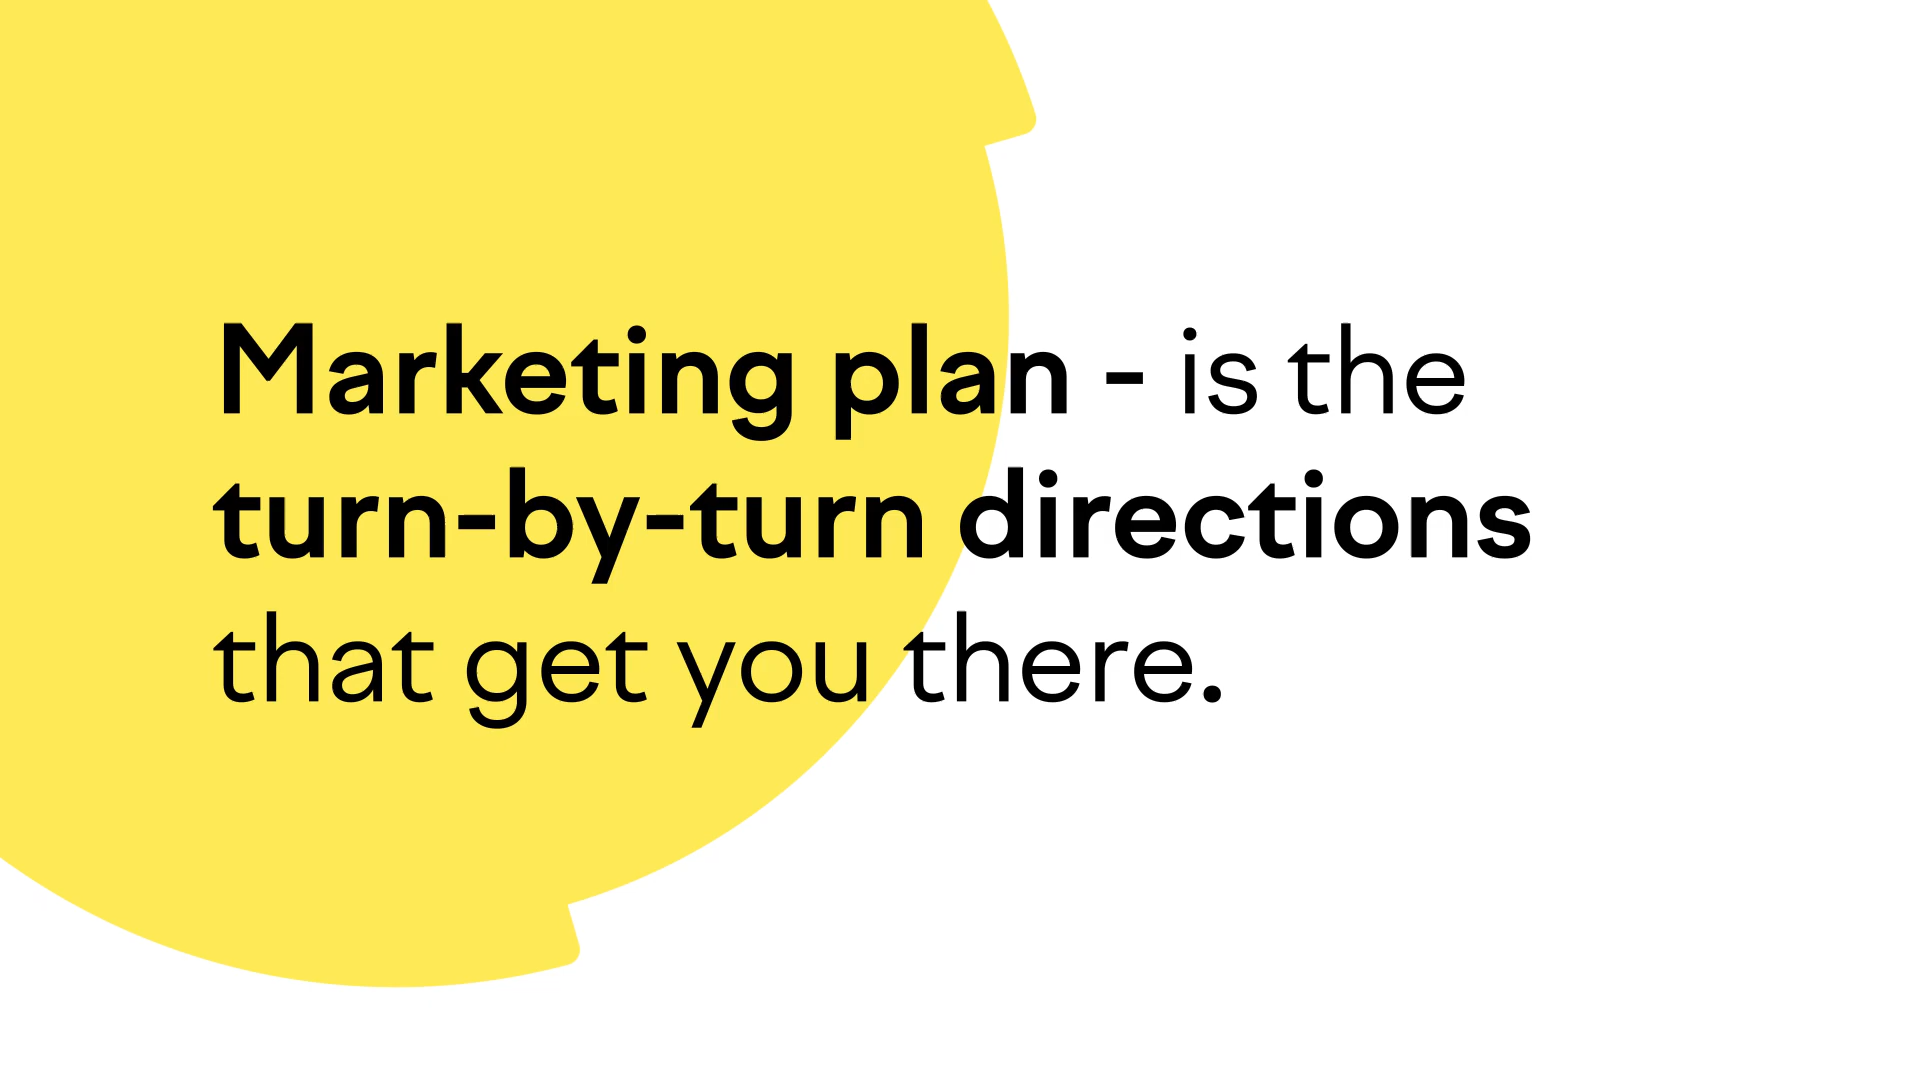 Marketing plan - is the
turn-by-turn directions
that get you there.